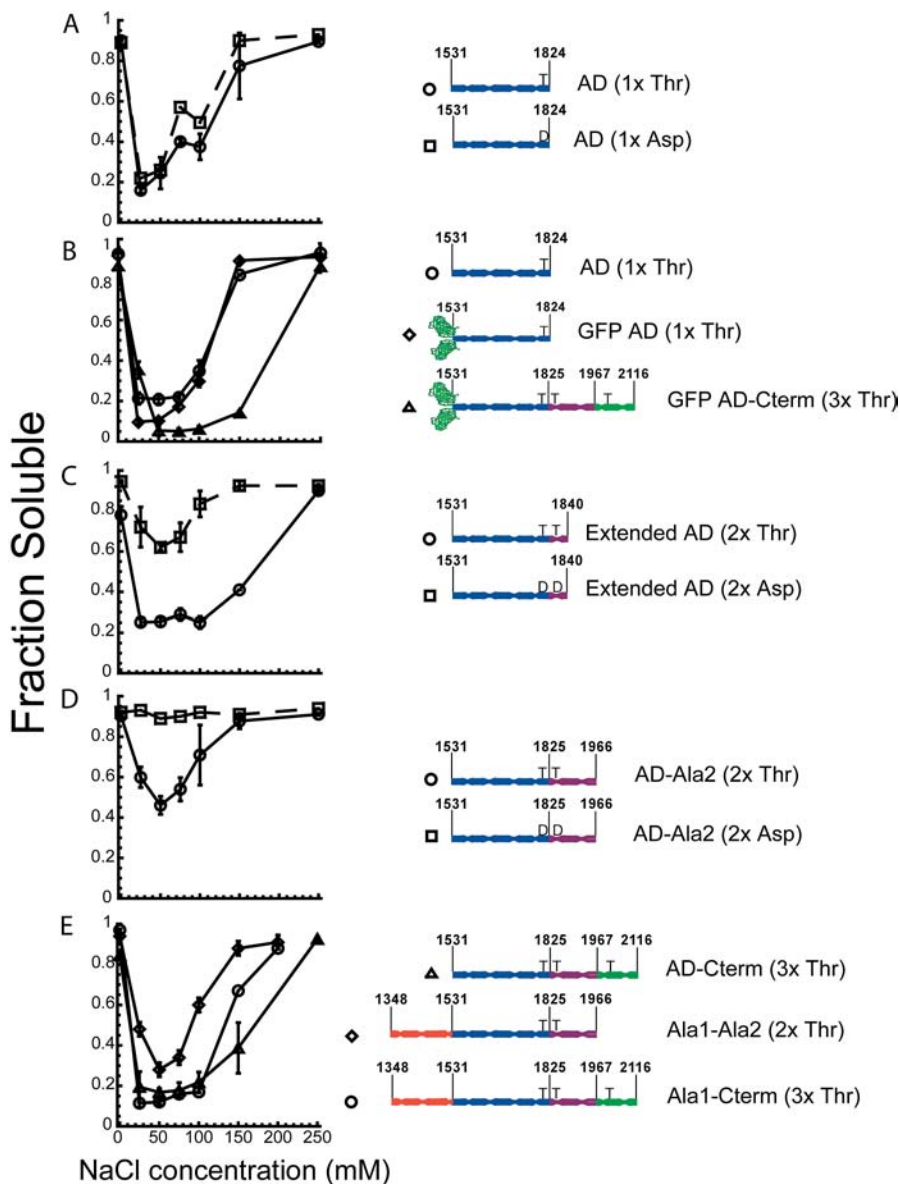 Fraction Soluble
A
1
0.8
0.6
0.4
0.2
0
1531 1824
T
AD (1x Thr)
1531 1824
D
AD (1x Asp)
B
1
0.8
0.6
0.4
0.2
0
1531 1824
T
AD (1x Thr)
1531 1824
T
GFP AD (1x Thr)
1531 1825 1967 2116
T T T
GFP AD-Cterm (3x Thr)
C
1
0.8
0.6
0.4
0.2
0
1531 1840
T T
Extended AD (2x Thr)
1531 1840
D D
Extended AD (2x Asp)
D
1
0.8
0.6
0.4
0.2
0
1531 1825 1966
T T
AD-Ala2 (2x Thr)
1531 1825 1966
D D
AD-Ala2 (2x Asp)
E
1
0.8
0.6
0.4
0.2
0
0 50 100 150 200 250
NaCl concentration (mM)
1531 1825 1967 2116
T T T
AD-Cterm (3x Thr)
1348 1531 1825 1966
T T
Ala1-Ala2 (2x Thr)
1348 1531 1825 1967 2116
T T T
Ala1-Cterm (3x Thr)